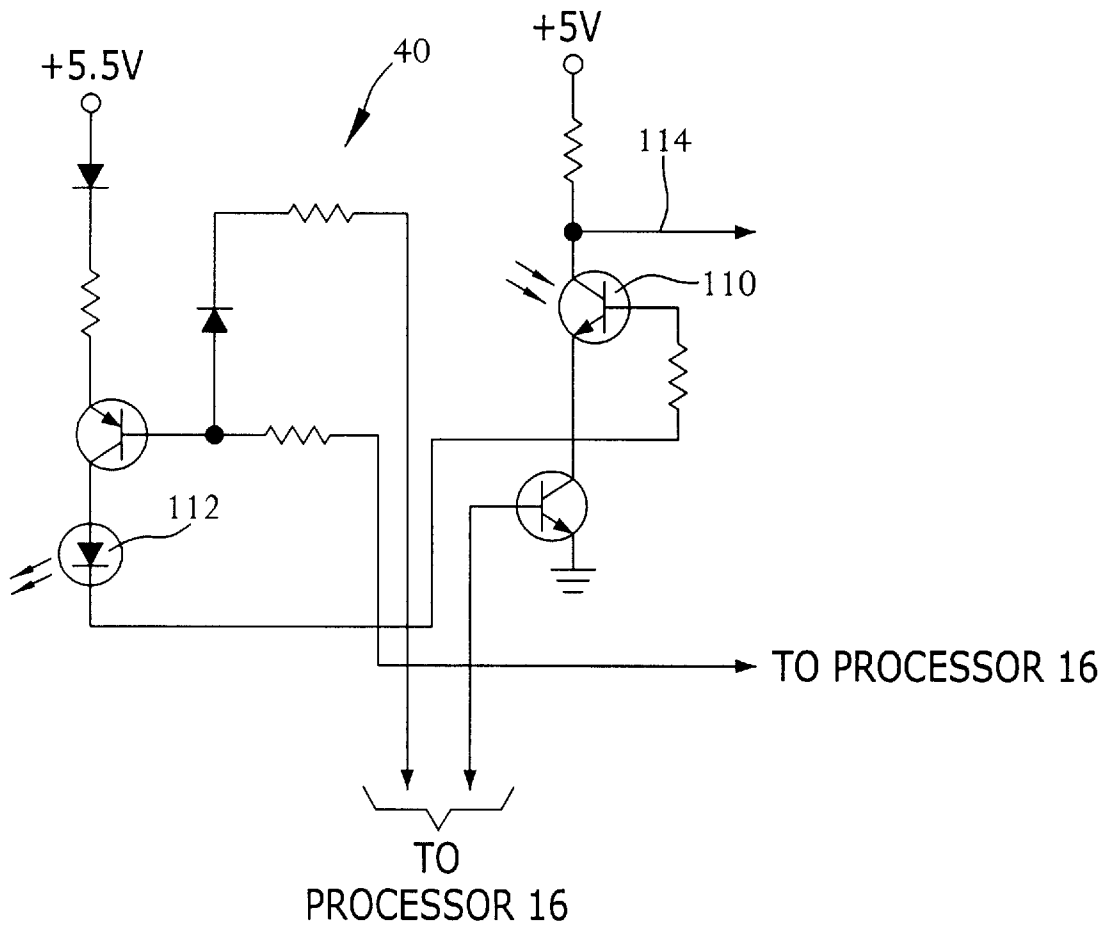 +5V
+5.5V
40
114
110
112
TO PROCESSOR 16
TO
PROCESSOR 16